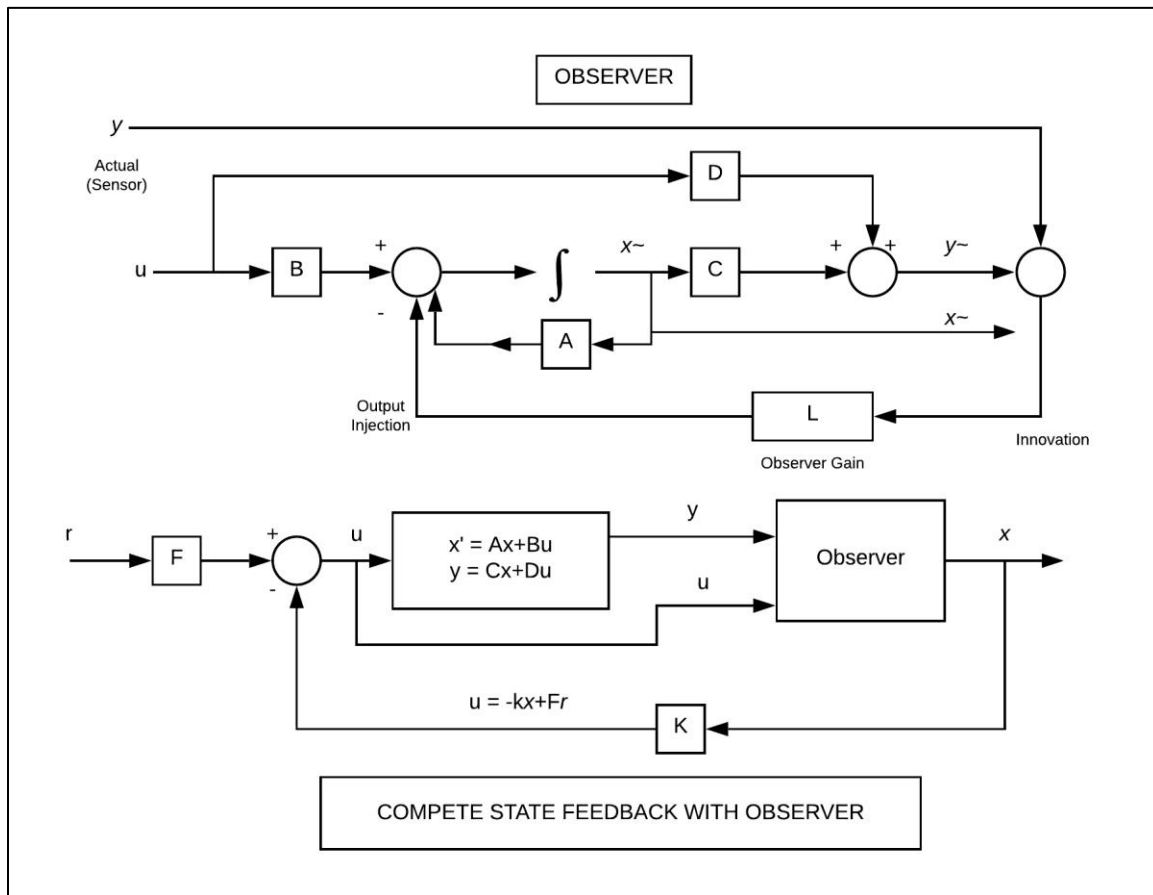 OBSERVER
y
Actual
(Sensor)
D
u
B
+
-
∫
x~
C
+
+
y~
x~
A
Output
Injection
L
Observer Gain
Innovation
r
F
+
-
u
x' = Ax+Bu
y = Cx+Du
y
u
Observer
x
u = -kx+Fr
K
COMPETE STATE FEEDBACK WITH OBSERVER